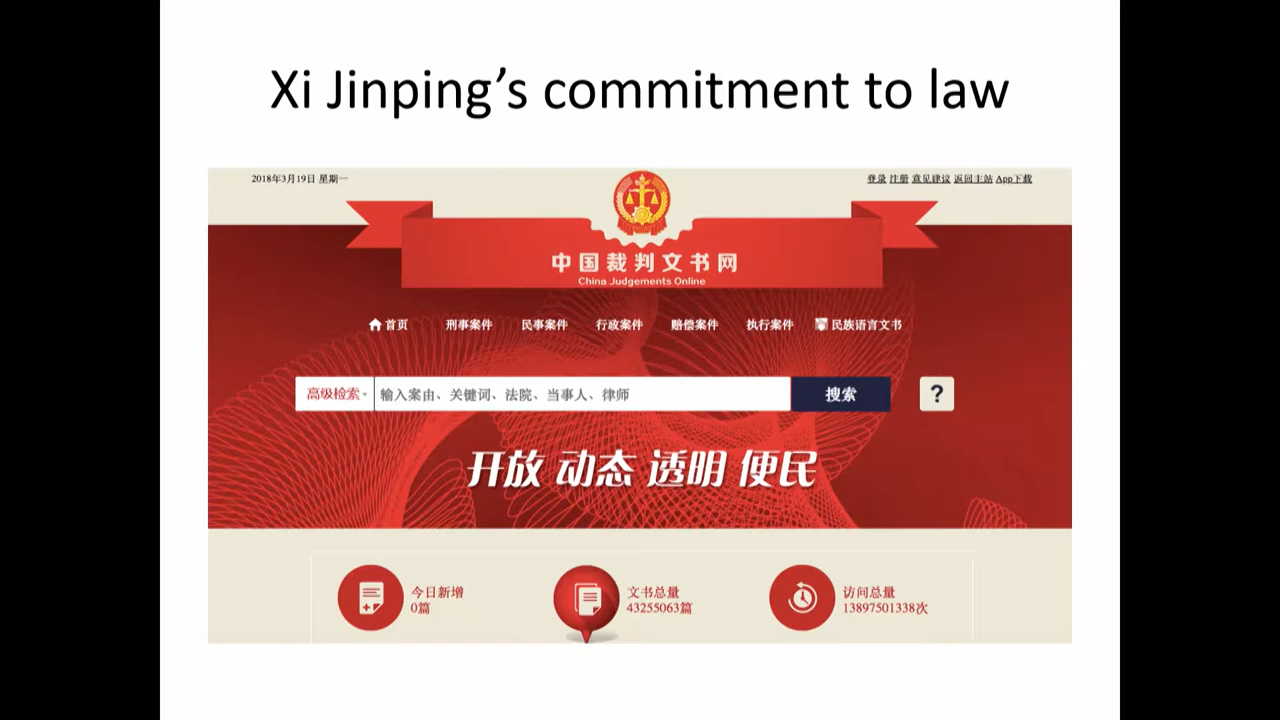 Xi Jinping's commitment to law
2018年3月19日 星期一
登录 注册 意见建议 返回主站 App下载
中国裁判文书网
China Judgements Online
首页 刑事案件 民事案件 行政案件 赔偿案件 执行案件 民族语言文书
高级检索 输入案由、关键词、法院、当事人、律师 搜索 ?
开放 动态 透明 便民
今日新增 文书总量 访问总量
0篇 43255063篇 13897501338次